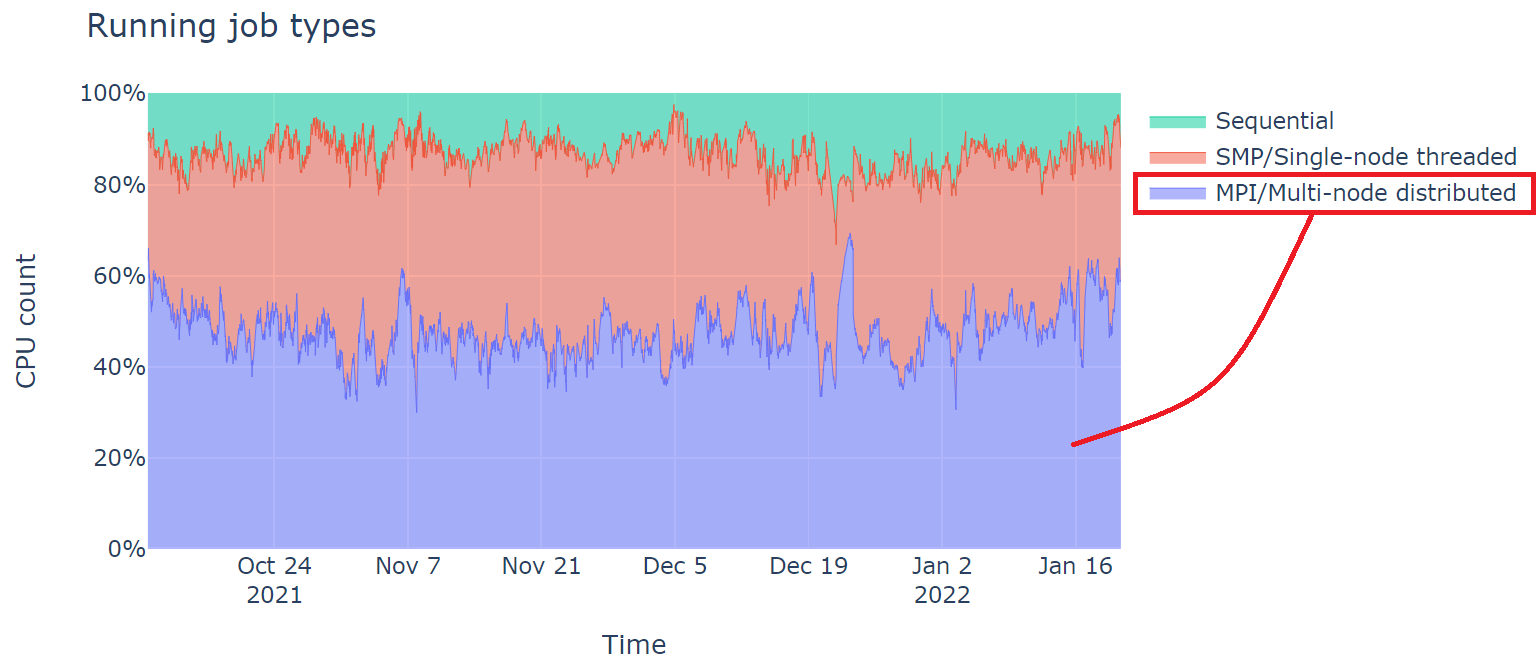 Running job types
100%
80%
60%
40%
20%
0%
CPU count
Oct 24
2021
Nov 7
Nov 21
Dec 5
Dec 19
Jan 2
2022
Jan 16
Time
Sequential
SMP/Single-node threaded
MPI/Multi-node distributed